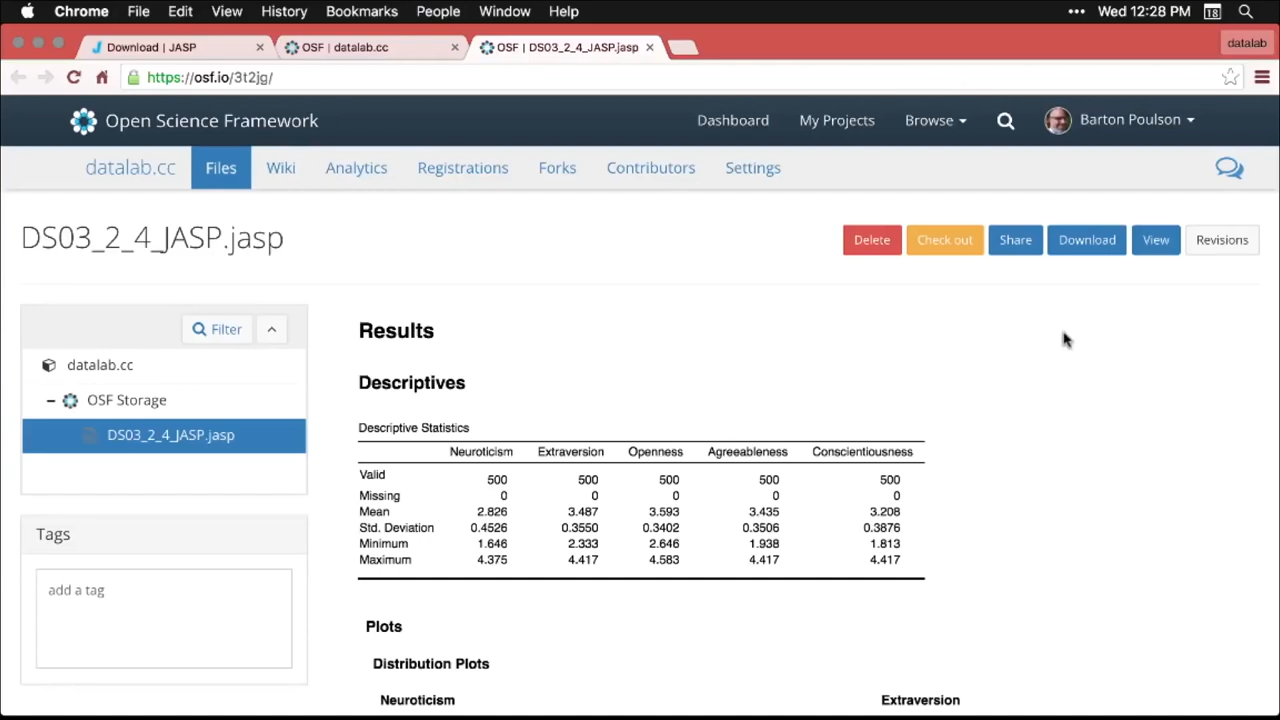 Chrome File Edit View History Bookmarks People Window Help ••• Wed 12:28 PM 18
Download | JASP × OSF | datalab.cc × OSF | DS03_2_4_JASP.jasp × datalab
https://osf.io/3t2jg/
Open Science Framework Dashboard My Projects Browse Barton Poulson
datalab.cc Files Wiki Analytics Registrations Forks Contributors Settings
DS03_2_4_JASP.jasp Delete Check out Share Download View Revisions
Filter
datalab.cc
OSF Storage
DS03_2_4_JASP.jasp
Tags
add a tag
Results
Descriptives
Descriptive Statistics
Neuroticism Extraversion Openness Agreeableness Conscientiousness
Valid 500 500 500 500 500
Missing 0 0 0 0 0
Mean 2.826 3.487 3.593 3.435 3.208
Std. Deviation 0.4526 0.3550 0.3402 0.3506 0.3876
Minimum 1.646 2.333 2.646 1.938 1.813
Maximum 4.375 4.417 4.583 4.417 4.417
Plots
Distribution Plots
Neuroticism Extraversion